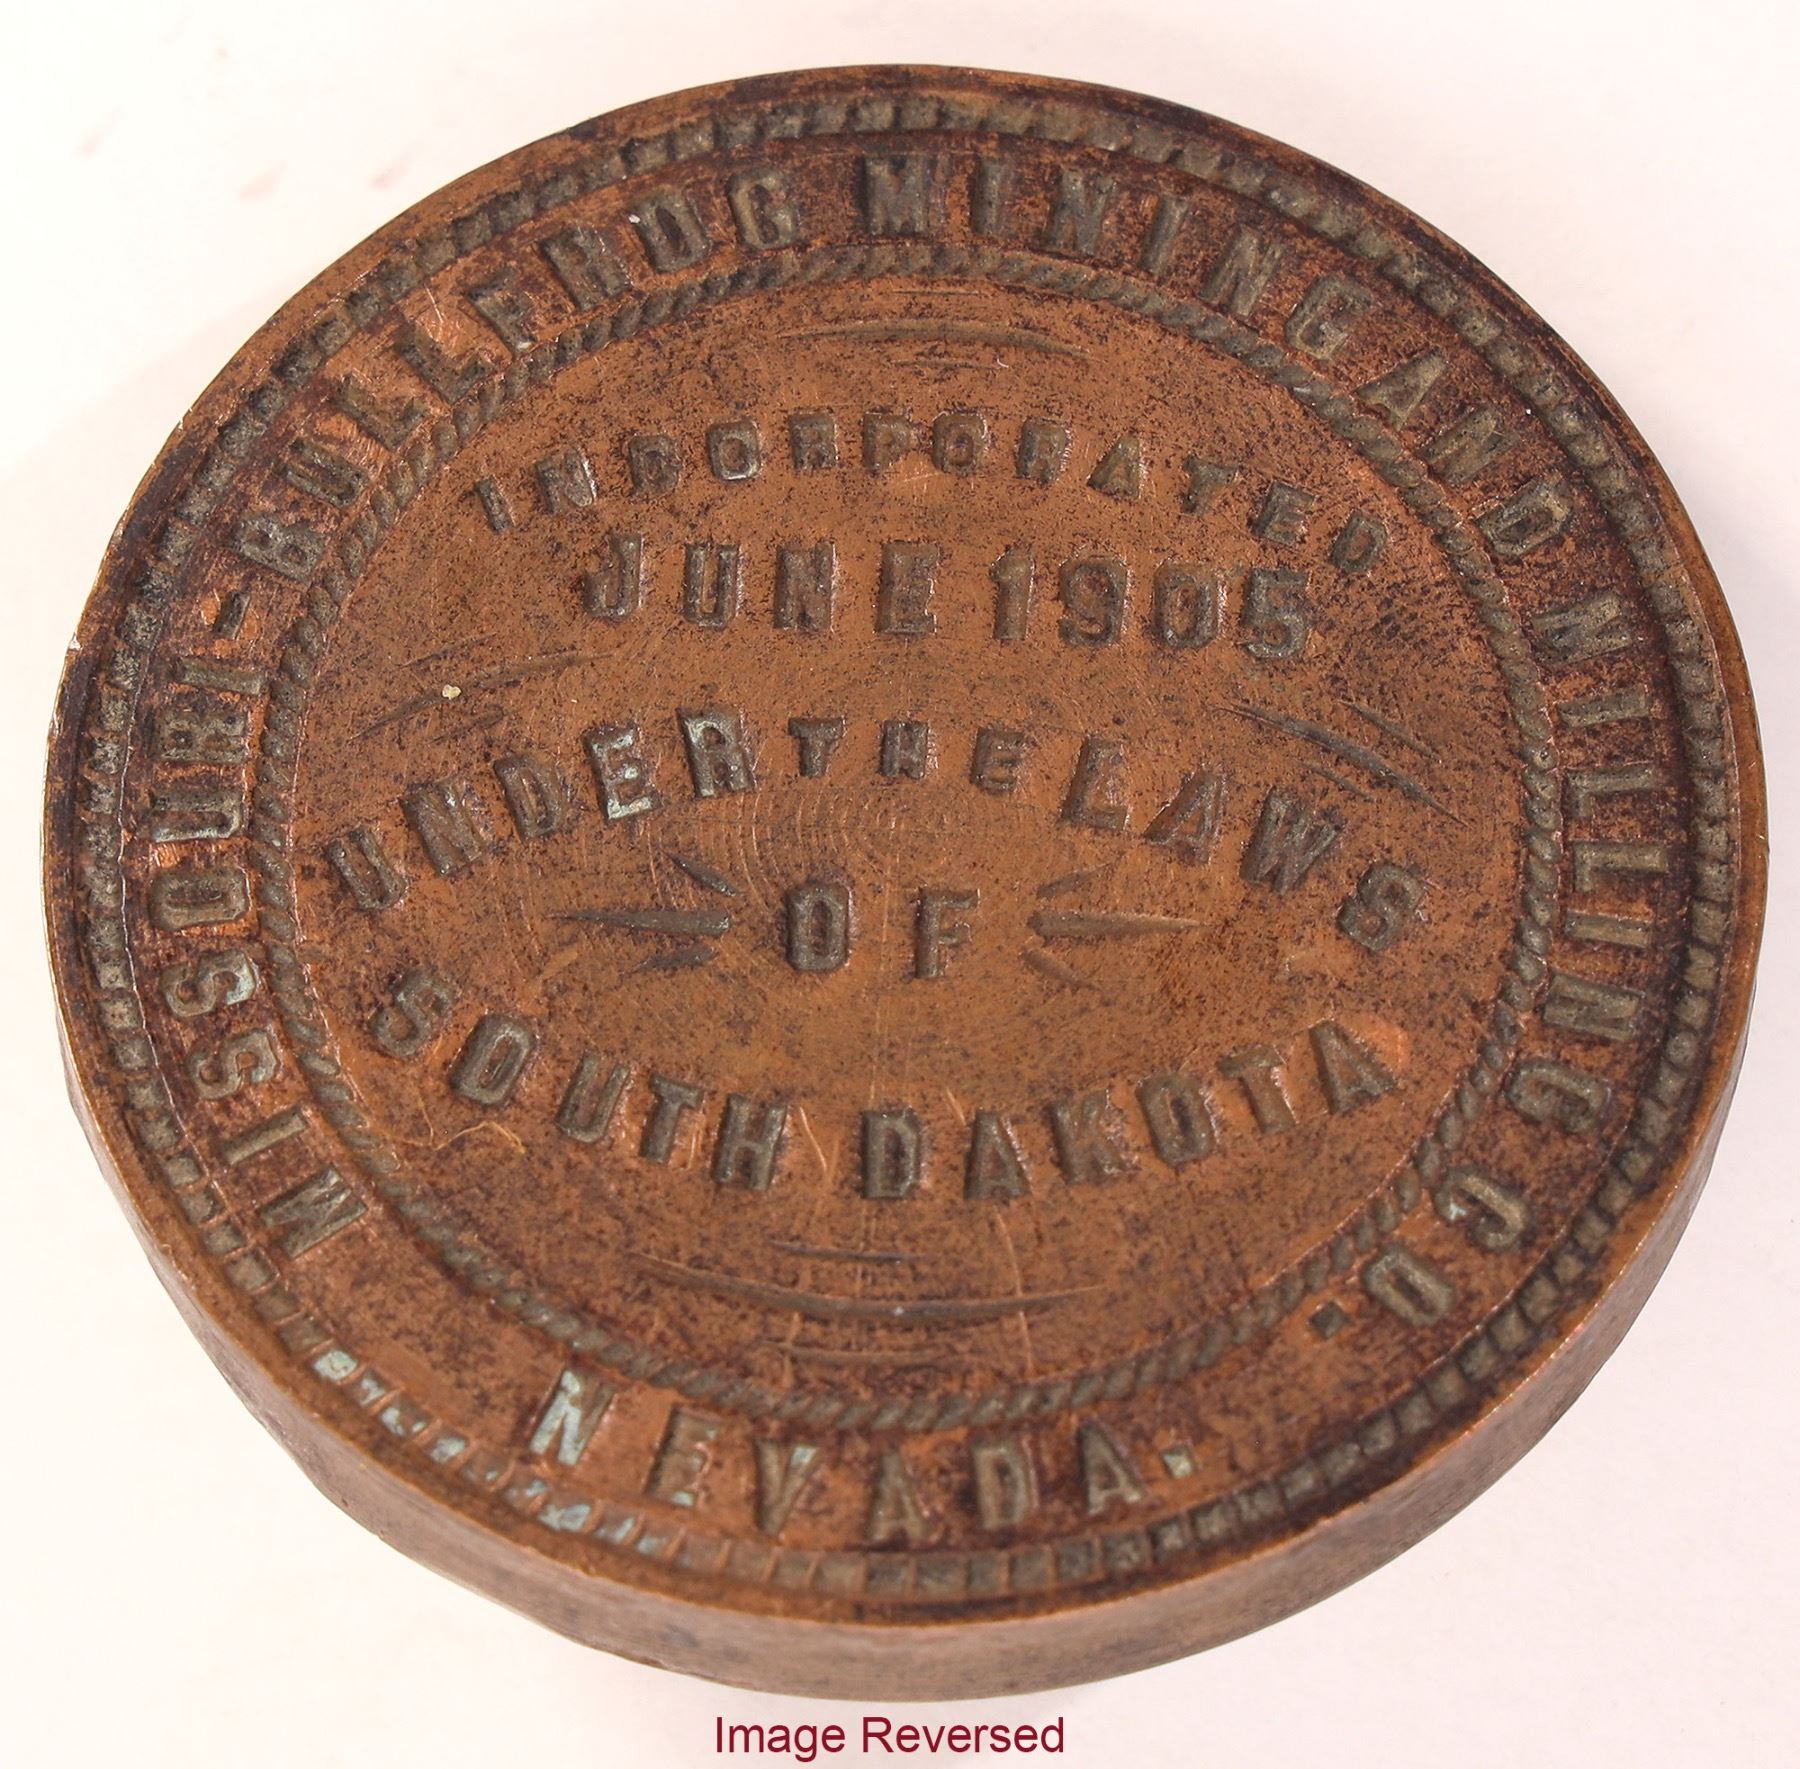 MISSOURI-BULLFROG MINING AND MILLING CO.
NEVADA.
INCORPORATED
JUNE 1905
UNDER THE LAWS
OF
SOUTH DAKOTA
Image Reversed